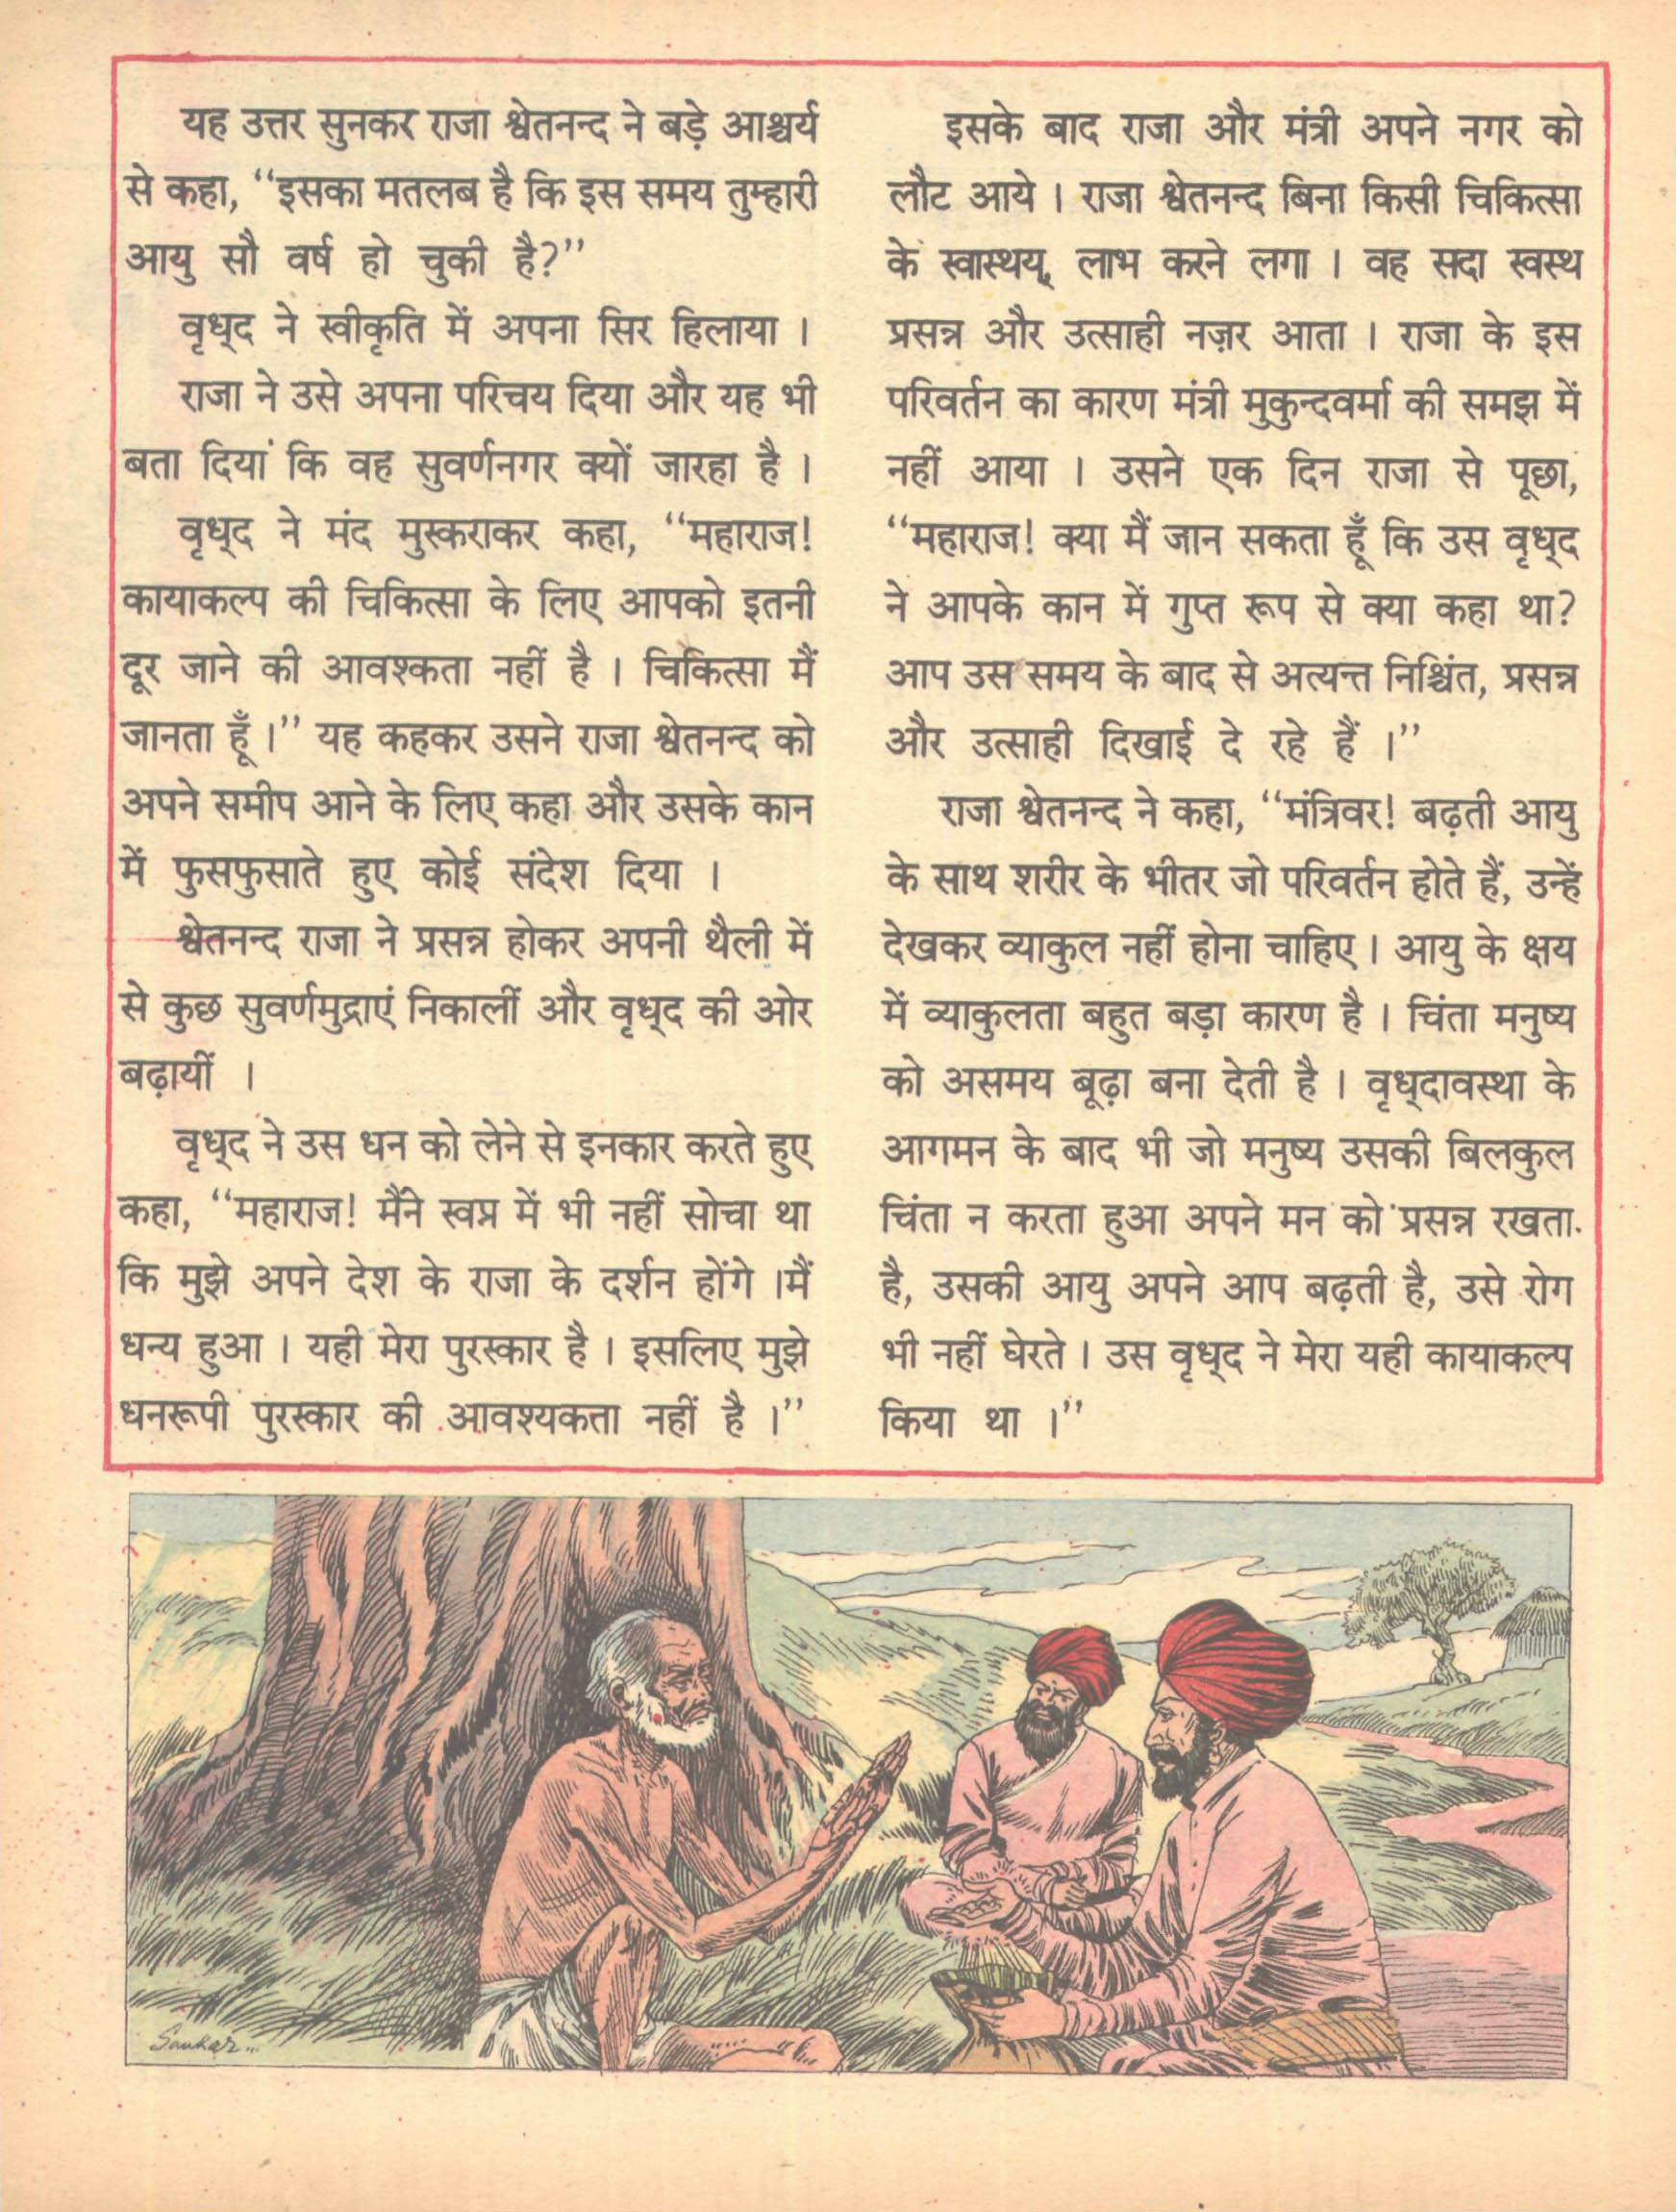 यह उत्तर सुनकर राजा श्वेतनन्द ने बड़े आश्चर्य
से कहा, ‘‘इसका मतलब है कि इस समय तुम्हारी
आयु सौ वर्ष हो चुकी है?’’
वृध्द ने स्वीकृति में अपना सिर हिलाया ।
राजा ने उसे अपना परिचय दिया और यह भी
बता दिया कि वह सुवर्णनगर क्यों जारहा है ।
वृध्द ने मंद मुस्कराकर कहा, ‘‘महाराज!
कायाकल्प की चिकित्सा के लिए आपको इतनी
दूर जाने की आवश्कता नहीं है । चिकित्सा मैं
जानता हूँ ।’’ यह कहकर उसने राजा श्वेतनन्द को
अपने समीप आने के लिए कहा और उसके कान
में फुसफुसाते हुए कोई संदेश दिया ।
श्वेतनन्द राजा ने प्रसन्न होकर अपनी थैली में
से कुछ सुवर्णमुद्राएं निकालीं और वृध्द की ओर
बढ़ायीं ।
वृध्द ने उस धन को लेने से इनकार करते हुए
कहा, ‘‘महाराज! मैंने स्वप्न में भी नहीं सोचा था
कि मुझे अपने देश के राजा के दर्शन होंगे ।मैं
धन्य हुआ । यही मेरा पुरस्कार है । इसलिए मुझे
धनरूपी पुरस्कार की आवश्यकता नहीं है ।’’
इसके बाद राजा और मंत्री अपने नगर को
लौट आये । राजा श्वेतनन्द बिना किसी चिकित्सा
के स्वास्थय् लाभ करने लगा । वह सदा स्वस्थ
प्रसन्न और उत्साही नज़र आता । राजा के इस
परिवर्तन का कारण मंत्री मुकुन्दवर्मा की समझ में
नहीं आया । उसने एक दिन राजा से पूछा,
‘‘महाराज! क्या मैं जान सकता हूँ कि उस वृध्द
ने आपके कान में गुप्त रूप से क्या कहा था?
आप उस समय के बाद से अत्यन्त निश्चिंत, प्रसन्न
और उत्साही दिखाई दे रहे हैं ।’’
राजा श्वेतनन्द ने कहा, ‘‘मंत्रिवर! बढ़ती आयु
के साथ शरीर के भीतर जो परिवर्तन होते हैं, उन्हें
देखकर व्याकुल नहीं होना चाहिए । आयु के क्षय
में व्याकुलता बहुत बड़ा कारण है । चिंता मनुष्य
को असमय बूढ़ा बना देती है । वृध्दावस्था के
आगमन के बाद भी जो मनुष्य उसकी बिलकुल
चिंता न करता हुआ अपने मन को प्रसन्न रखता
है, उसकी आयु अपने आप बढ़ती है, उसे रोग
भी नहीं घेरते । उस वृध्द ने मेरा यही कायाकल्प
किया था ।’’
Sankar...